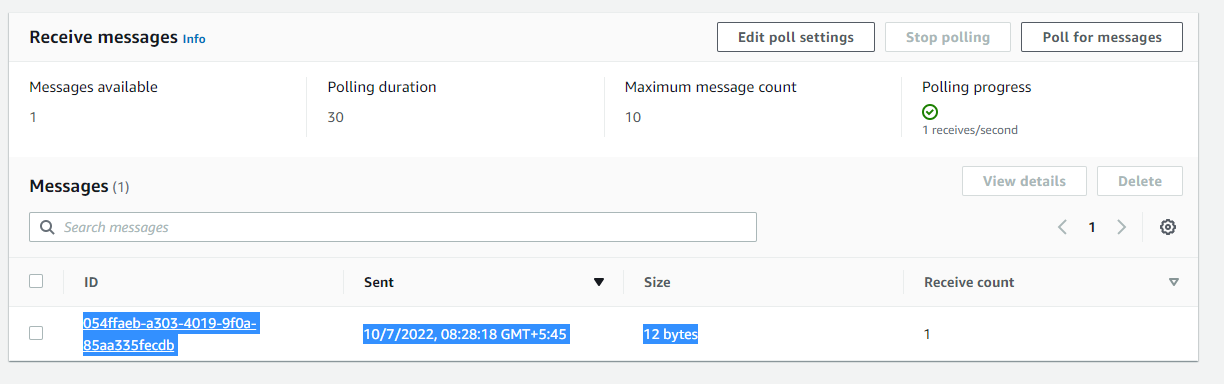 Receive messages Info
Edit poll settings
Stop polling
Poll for messages
Messages available
1
Polling duration
30
Maximum message count
10
Polling progress
1 receives/second
Messages (1)
View details
Delete
Search messages
1
ID
Sent
Size
Receive count
054ffaeb-a303-4019-9f0a-
85aa335fecdb
10/7/2022, 08:28:18 GMT+5:45
12 bytes
1